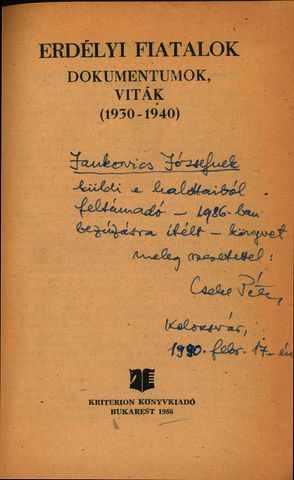 ERDÉLYI FIATALOK
DOKUMENTUMOK,
VITÁK
(1930-1940)
Jankovics Józsefnek
küldi e halottaiból
feltámadó – 1986-ban
bezúzásra ítélt – könyvet
meleg szeretettel:
Cseke Péter
Kolozsvár,
1990. febr. 17-én
KRITERION KÖNYVKIADÓ
BUKAREST 1986